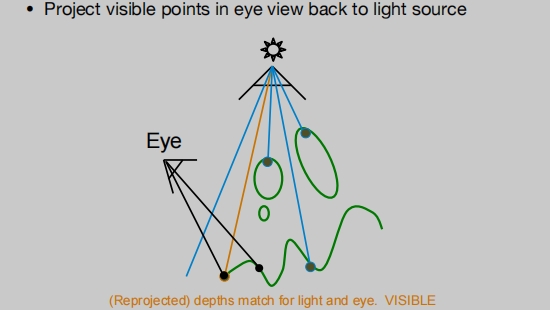 • Project visible points in eye view back to light source
Eye
(Reprojected) depths match for light and eye. VISIBLE